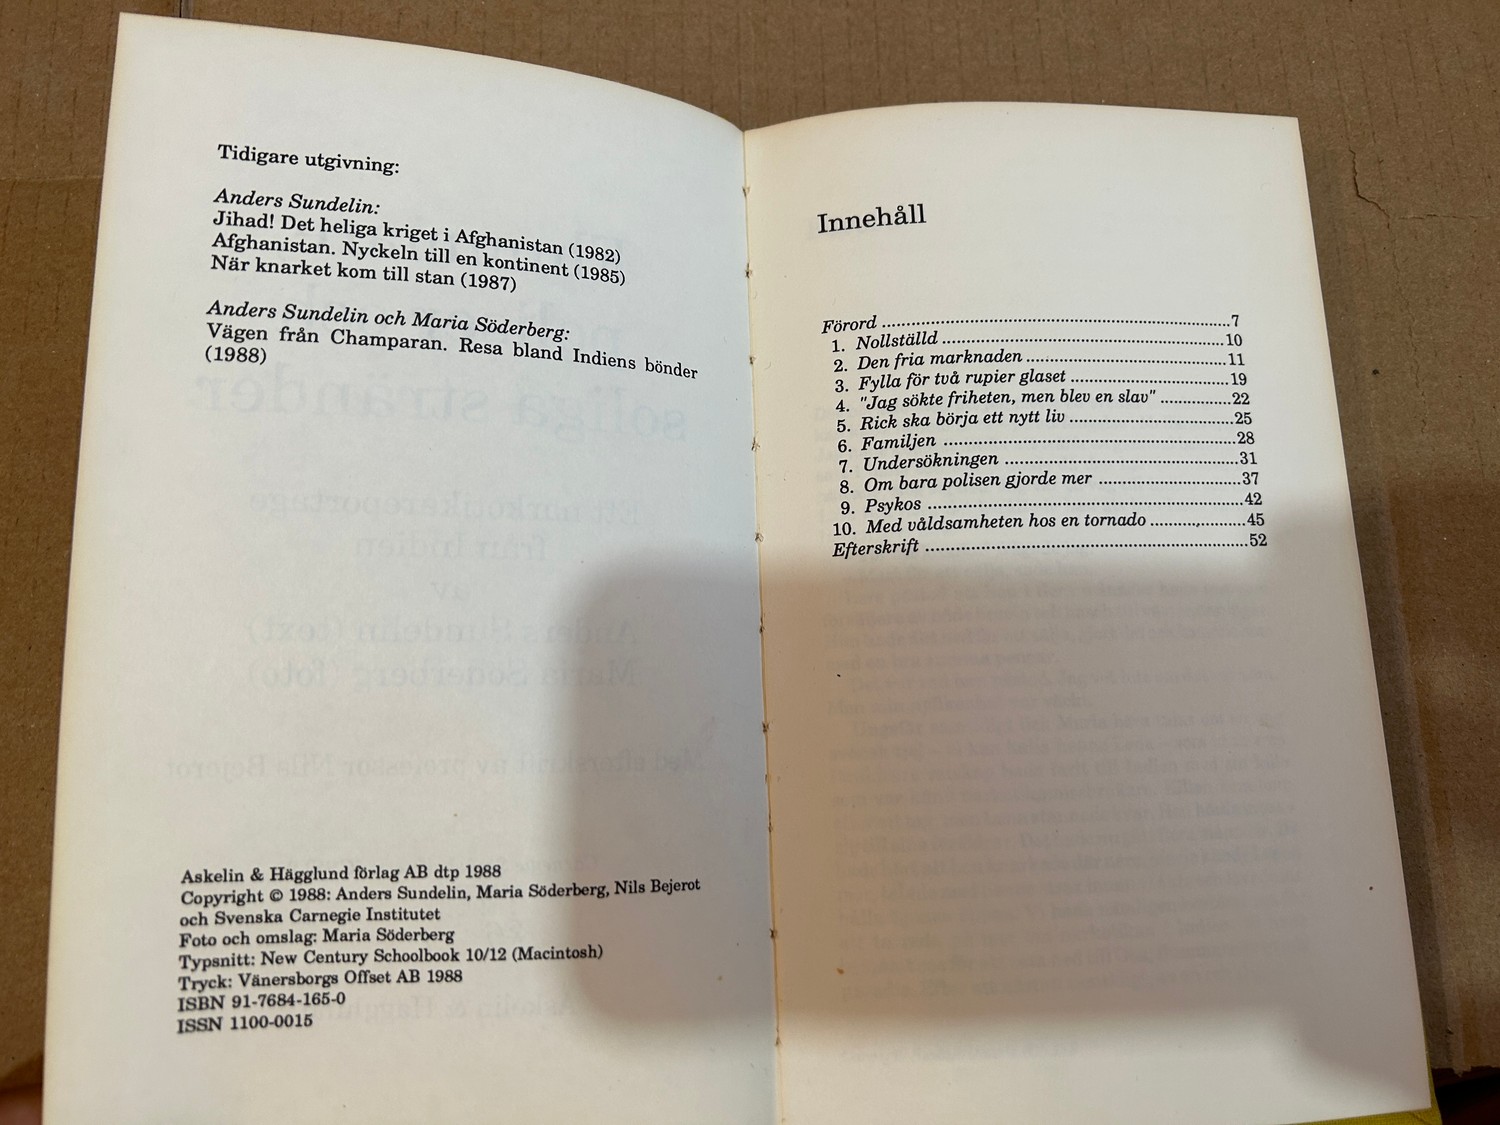 Tidigare utgivning:
Anders Sundelin:
Jihad! Det heliga kriget i Afghanistan (1982)
Afghanistan. Nyckeln till en kontinent (1985)
När knarket kom till stan (1987)
Anders Sundelin och Maria Söderberg:
Vägen från Champaran. Resa bland Indiens bönder
(1988)
Askelin & Hägglund förlag AB dtp 1988
Copyright © 1988: Anders Sundelin, Maria Söderberg, Nils Bejerot
och Svenska Carnegie Institutet
Foto och omslag: Maria Söderberg
Typsnitt: New Century Schoolbook 10/12 (Macintosh)
Tryck: Vänersborgs Offset AB 1988
ISBN 91-7684-165-0
ISSN 1100-0015
Innehåll
Förord ........................................................7
1. Nollställd ..................................................10
2. Den fria marknaden ....................................11
3. Fylla för två rupier glaset .............................19
4. "Jag sökte friheten, men blev en slav" ...............22
5. Rick ska börja ett nytt liv .............................25
6. Familjen ..................................................28
7. Undersökningen ........................................31
8. Om bara polisen gjorde mer .........................37
9. Psykos .....................................................42
10. Med våldsamheten hos en tornado ...................45
Efterskrift ....................................................52